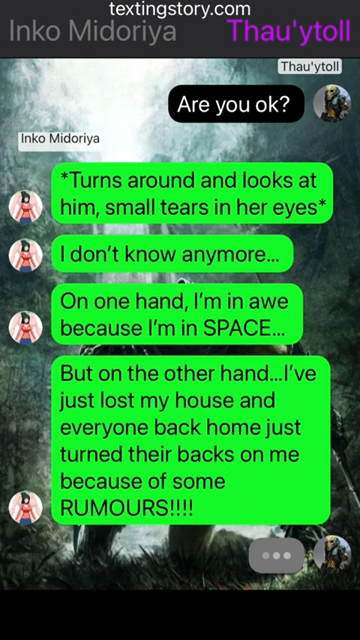 textingstory.com
Inko Midoriya
Thau'ytoll
Thau'ytoll
Are you ok?
Inko Midoriya
*Turns around and looks at
him, small tears in her eyes*
I don’t know anymore...
On one hand, I’m in awe
because I’m in SPACE...
But on the other hand...I’ve
just lost my house and
everyone back home just
turned their backs on me
because of some
RUMOURS!!!!